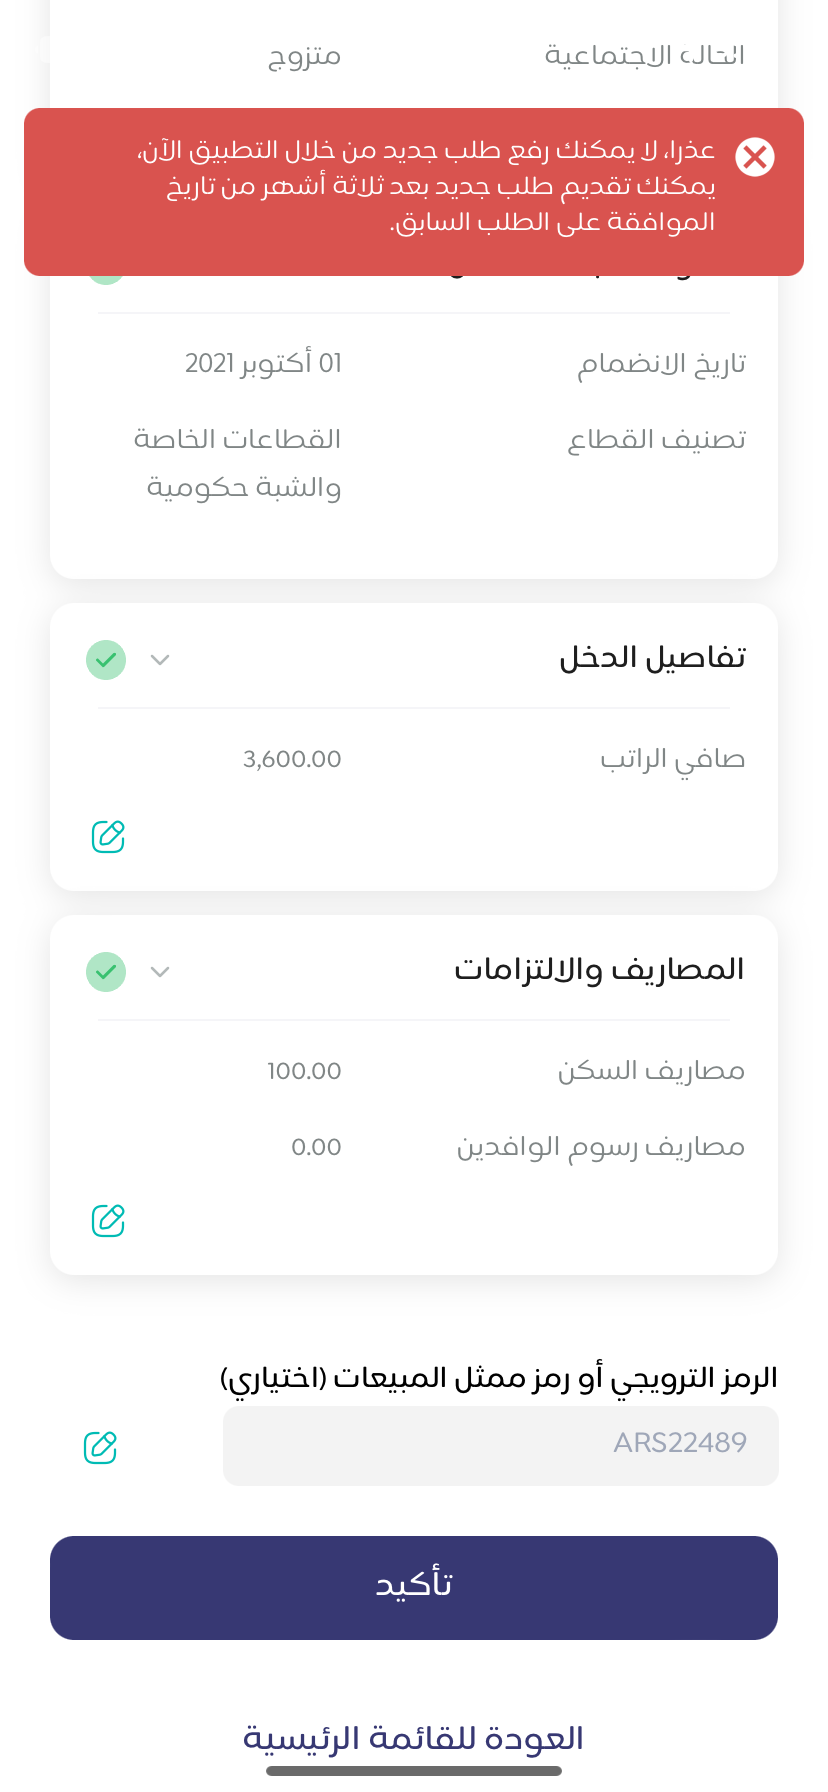 الحالة الاجتماعية متزوج
عذرا، لا يمكنك رفع طلب جديد من خلال التطبيق الآن،
يمكنك تقديم طلب جديد بعد ثلاثة أشهر من تاريخ
الموافقة على الطلب السابق.
تاريخ الانضمام 01 أكتوبر 2021
تصنيف القطاع القطاعات الخاصة
والشبة حكومية
تفاصيل الدخل
صافي الراتب 3,600.00
المصاريف والالتزامات
مصاريف السكن 100.00
مصاريف رسوم الوافدين 0.00
الرمز الترويجي أو رمز ممثل المبيعات (اختياري)
ARS22489
تأكيد
العودة للقائمة الرئيسية